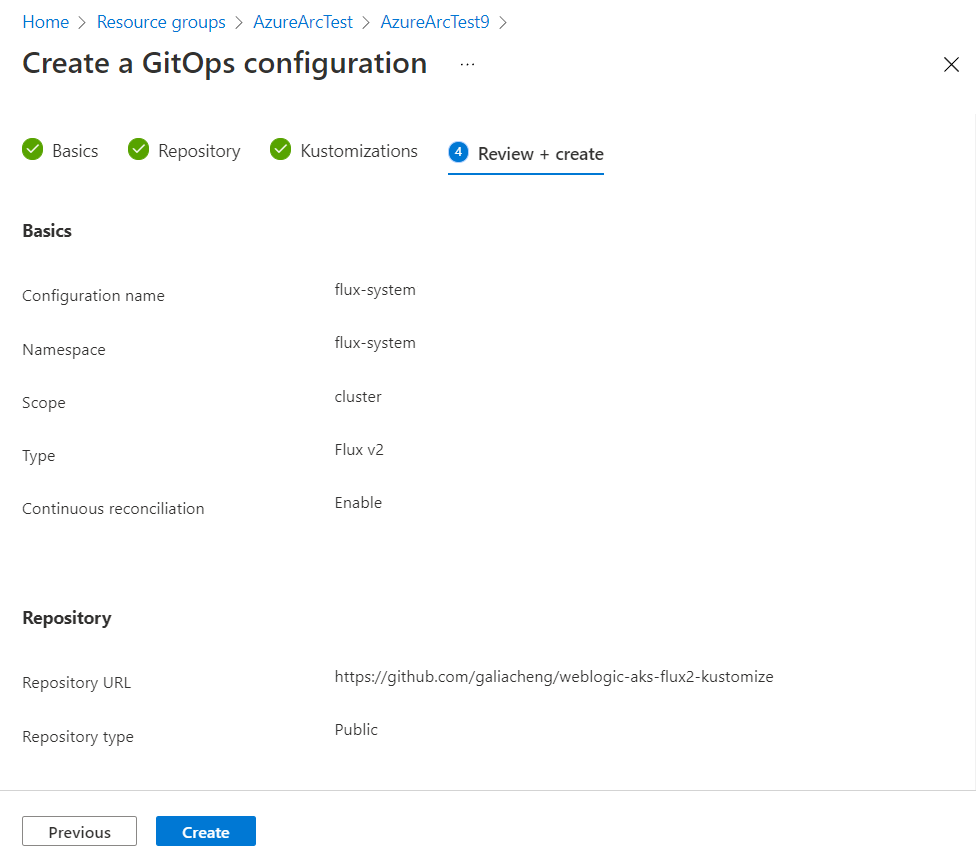 Home > Resource groups > AzureArcTest > AzureArcTest9 >
Create a GitOps configuration ...
Basics Repository Kustomizations 4 Review + create
Basics
Configuration name flux-system
Namespace flux-system
Scope cluster
Type Flux v2
Continuous reconciliation Enable
Repository
Repository URL https://github.com/galiacheng/weblogic-aks-flux2-kustomize
Repository type Public
Previous Create